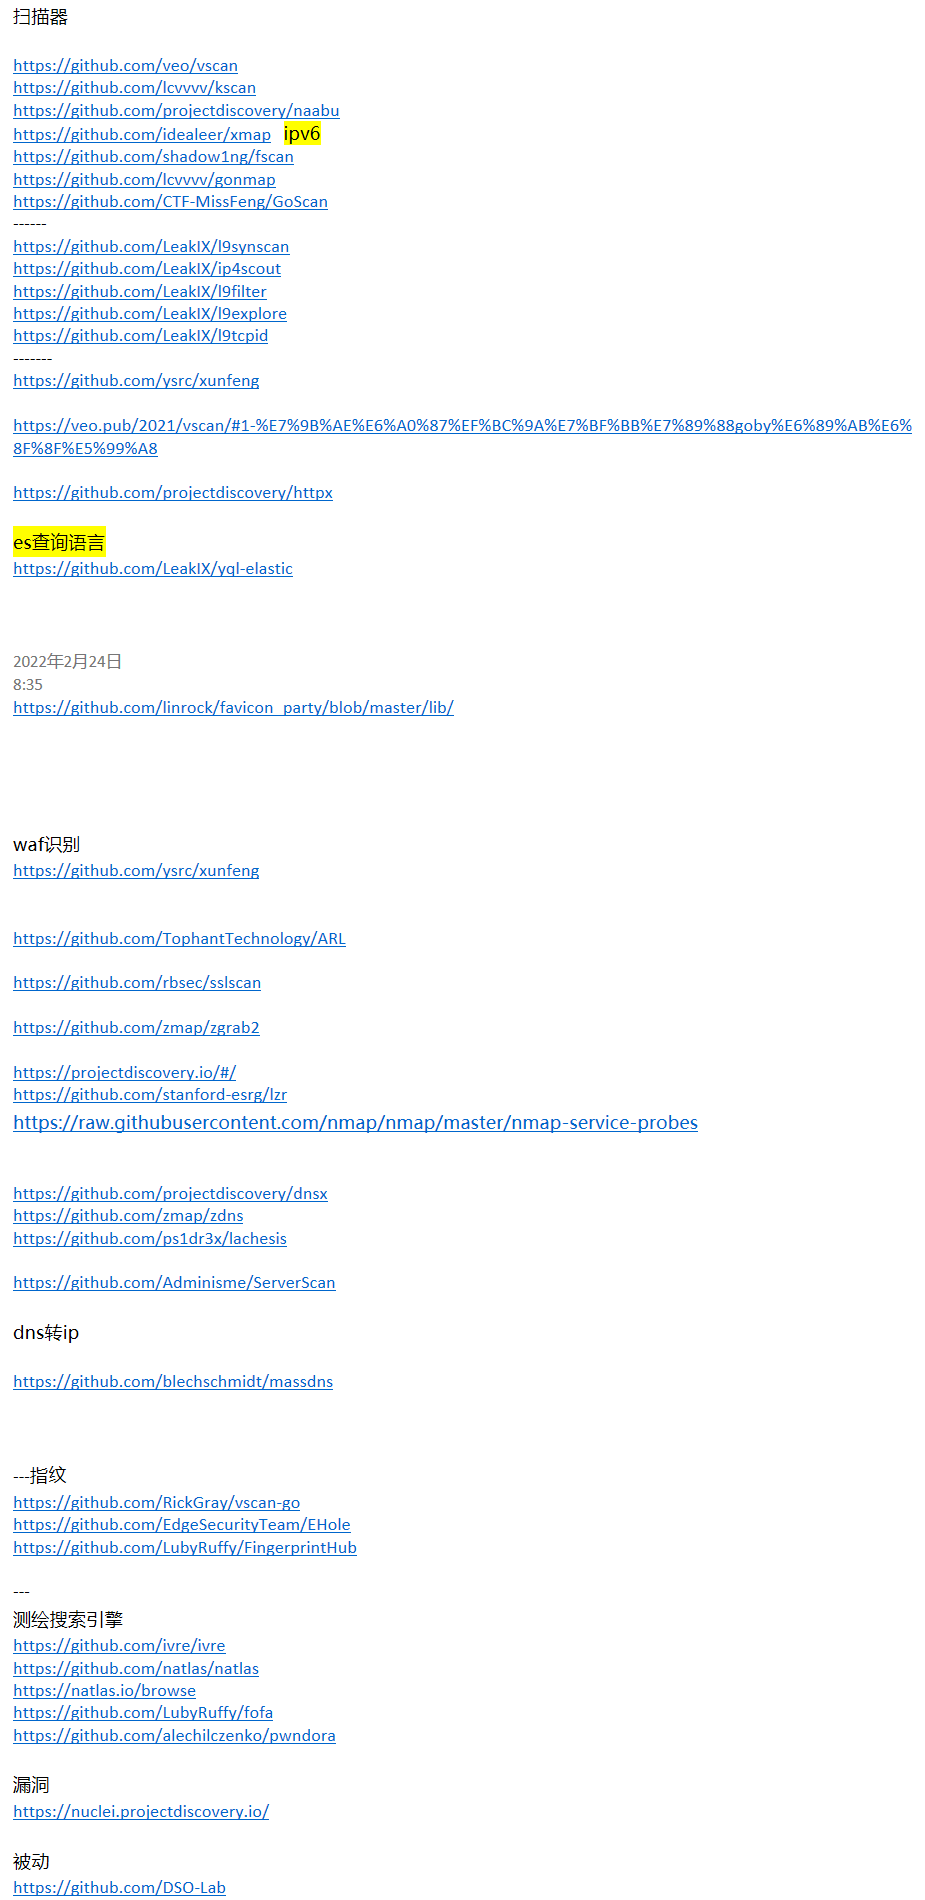 扫描器
https://github.com/veo/vscan
https://github.com/lcvvvv/kscan
https://github.com/projectdiscovery/naabu
https://github.com/idealeer/xmap ipv6
https://github.com/shadow1ng/fscan
https://github.com/lcvvvv/gonmap
https://github.com/CTF-MissFeng/GoScan
------
https://github.com/LeakIX/l9synscan
https://github.com/LeakIX/ip4scout
https://github.com/LeakIX/l9filter
https://github.com/LeakIX/l9explore
https://github.com/LeakIX/l9tcpid
-------
https://github.com/ysrc/xunfeng
https://veo.pub/2021/vscan/#1-%E7%9B%AE%E6%A0%87%EF%BC%9A%E7%BF%BB%E7%89%88goby%E6%89%AB%E6%
8F%8F%E5%99%A8
https://github.com/projectdiscovery/httpx
es查询语言
https://github.com/LeakIX/yql-elastic
2022年2月24日
8:35
https://github.com/linrock/favicon_party/blob/master/lib/
waf识别
https://github.com/ysrc/xunfeng
https://github.com/TophantTechnology/ARL
https://github.com/rbsec/sslscan
https://github.com/zmap/zgrab2
https://projectdiscovery.io/#/
https://github.com/stanford-esrg/lzr
https://raw.githubusercontent.com/nmap/nmap/master/nmap-service-probes
https://github.com/projectdiscovery/dnsx
https://github.com/zmap/zdns
https://github.com/ps1dr3x/lachesis
https://github.com/Adminisme/ServerScan
dns转ip
https://github.com/blechschmidt/massdns
---指纹
https://github.com/RickGray/vscan-go
https://github.com/EdgeSecurityTeam/EHole
https://github.com/LubyRuffy/FingerprintHub
---
测绘搜索引擎
https://github.com/ivre/ivre
https://github.com/natlas/natlas
https://natlas.io/browse
https://github.com/LubyRuffy/fofa
https://github.com/alechilczenko/pwndora
漏洞
https://nuclei.projectdiscovery.io/
被动
https://github.com/DSO-Lab